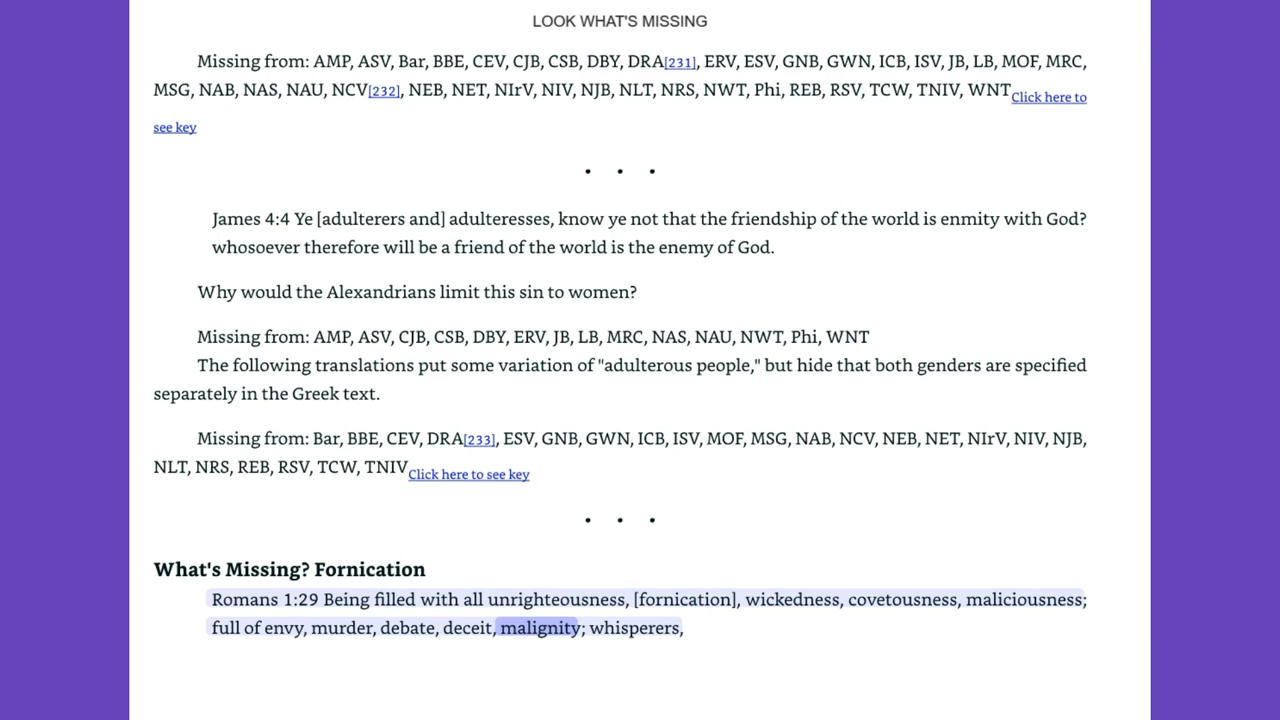 LOOK WHAT'S MISSING
Missing from: AMP, ASV, Bar, BBE, CEV, CJB, CSB, DBY, DRA[231], ERV, ESV, GNB, GWN, ICB, ISV, JB, LB, MOF, MRC,
MSG, NAB, NAS, NAU, NCV[232], NEB, NET, NIrV, NIV, NJB, NLT, NRS, NWT, Phi, REB, RSV, TCW, TNIV, WNT Click here to
see key
• • •
James 4:4 Ye [adulterers and] adulteresses, know ye not that the friendship of the world is enmity with God?
whosoever therefore will be a friend of the world is the enemy of God.
Why would the Alexandrians limit this sin to women?
Missing from: AMP, ASV, CJB, CSB, DBY, ERV, JB, LB, MRC, NAS, NAU, NWT, Phi, WNT
The following translations put some variation of "adulterous people," but hide that both genders are specified
separately in the Greek text.
Missing from: Bar, BBE, CEV, DRA[233], ESV, GNB, GWN, ICB, ISV, MOF, MSG, NAB, NCV, NEB, NET, NIrV, NIV, NJB,
NLT, NRS, REB, RSV, TCW, TNIV Click here to see key
• • •
What's Missing? Fornication
Romans 1:29 Being filled with all unrighteousness, [fornication], wickedness, covetousness, maliciousness;
full of envy, murder, debate, deceit, malignity; whisperers,